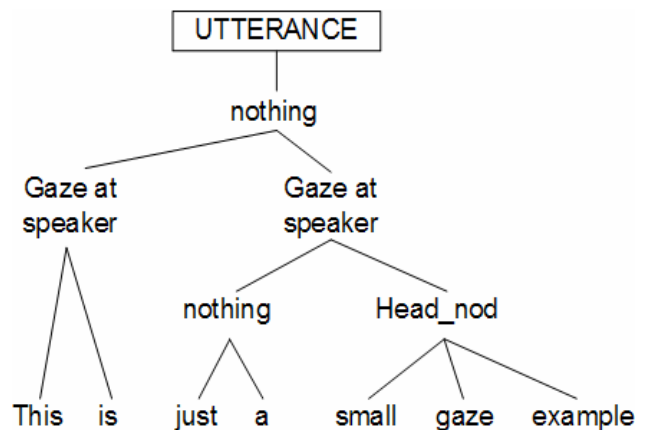 UTTERANCE
nothing
Gaze at Gaze at
speaker speaker
nothing Head_nod
This is just a small gaze example